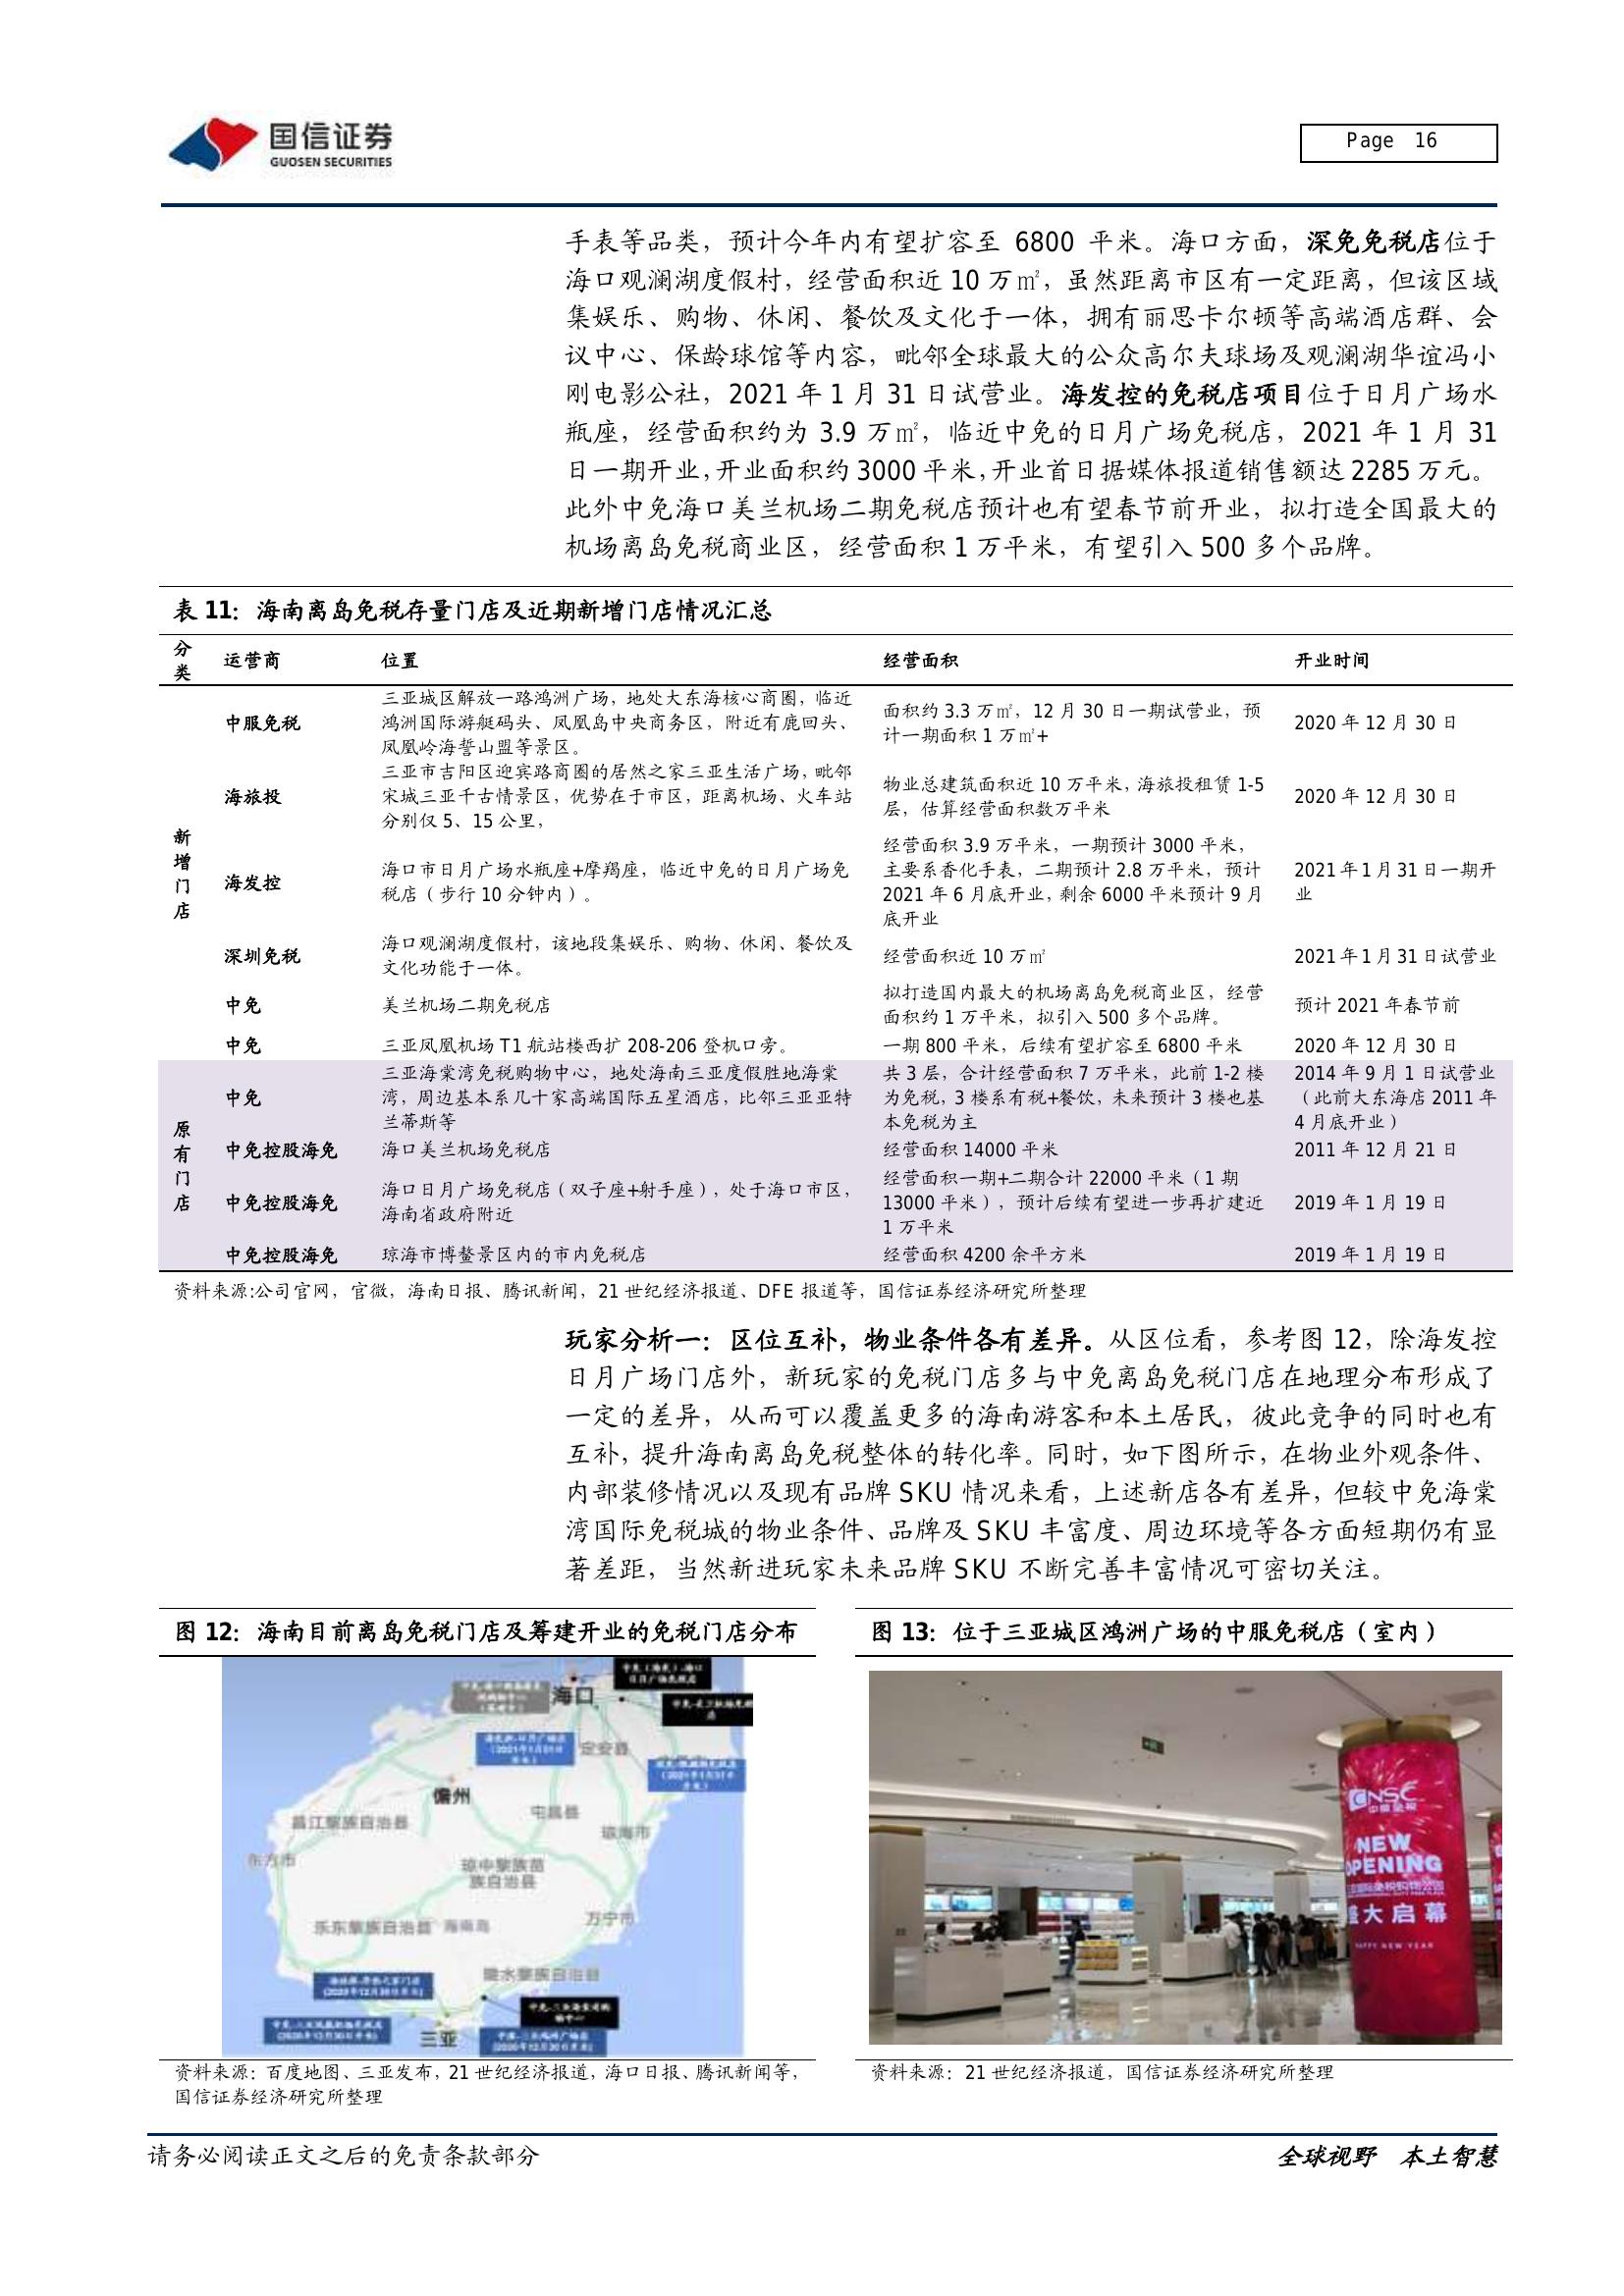 国信证券
GUOSEN SECURITIES
Page 16
手表等品类，预计今年内有望扩容至 6800 平米。海口方面，深免免税店位于
海口观澜湖度假村，经营面积近 10 万㎡，虽然距离市区有一定距离，但该区域
集娱乐、购物、休闲、餐饮及文化于一体，拥有丽思卡尔顿等高端酒店群、会
议中心、保龄球馆等内容，毗邻全球最大的公众高尔夫球场及观澜湖华谊冯小
刚电影公社，2021 年 1 月 31 日试营业。海发控的免税店项目位于日月广场水
瓶座，经营面积约为 3.9 万㎡，临近中免的日月广场免税店，2021 年 1 月 31
日一期开业，开业面积约 3000 平米，开业首日据媒体报道销售额达 2285 万元。
此外中免海口美兰机场二期免税店预计也有望春节前开业，拟打造全国最大的
机场离岛免税商业区，经营面积 1 万平米，有望引入 500 多个品牌。
表 11：海南离岛免税存量门店及近期新增门店情况汇总
分类 运营商 位置 经营面积 开业时间
新增门店
中服免税
三亚城区解放一路鸿洲广场，地处大东海核心商圈，临近
鸿洲国际游艇码头、凤凰岛中央商务区，附近有鹿回头、
凤凰岭海誓山盟等景区。
面积约 3.3 万㎡，12 月 30 日一期试营业，预
计一期面积 1 万㎡+
2020 年 12 月 30 日
海旅投
三亚市吉阳区迎宾路商圈的居然之家三亚生活广场，毗邻
宋城三亚千古情景区，优势在于市区，距离机场、火车站
分别仅 5、15 公里，
物业总建筑面积近 10 万平米，海旅投租赁 1-5
层，估算经营面积数万平米
2020 年 12 月 30 日
海发控
海口市日月广场水瓶座+摩羯座，临近中免的日月广场免
税店（步行 10 分钟内）。
经营面积 3.9 万平米，一期预计 3000 平米，
主要系香化手表，二期预计 2.8 万平米，预计
2021 年 6 月底开业，剩余 6000 平米预计 9 月
底开业
2021 年 1 月 31 日一期开
业
深圳免税
海口观澜湖度假村，该地段集娱乐、购物、休闲、餐饮及
文化功能于一体。
经营面积近 10 万㎡
2021 年 1 月 31 日试营业
中免
美兰机场二期免税店
拟打造国内最大的机场离岛免税商业区，经营
面积约 1 万平米，拟引入 500 多个品牌。
预计 2021 年春节前
中免
三亚凤凰机场 T1 航站楼西扩 208-206 登机口旁。
一期 800 平米，后续有望扩容至 6800 平米
2020 年 12 月 30 日
原有门店
中免
三亚海棠湾免税购物中心，地处海南三亚度假胜地海棠
湾，周边基本系几十家高端国际五星酒店，比邻三亚亚特
兰蒂斯等
共 3 层，合计经营面积 7 万平米，此前 1-2 楼
为免税，3 楼系有税+餐饮，未来预计 3 楼也基
本免税为主
2014 年 9 月 1 日试营业
（此前大东海店 2011 年
4 月底开业）
中免控股海免
海口美兰机场免税店
经营面积 14000 平米
2011 年 12 月 21 日
中免控股海免
海口日月广场免税店（双子座+射手座），处于海口市区，
海南省政府附近
经营面积一期+二期合计 22000 平米（1 期
13000 平米），预计后续有望进一步再扩建近
1 万平米
2019 年 1 月 19 日
中免控股海免
琼海市博鳌景区内的市内免税店
经营面积 4200 余平方米
2019 年 1 月 19 日
资料来源:公司官网，官微，海南日报、腾讯新闻，21 世纪经济报道、DFE 报道等，国信证券经济研究所整理
玩家分析一：区位互补，物业条件各有差异。从区位看，参考图 12，除海发控
日月广场门店外，新玩家的免税门店多与中免离岛免税门店在地理分布形成了
一定的差异，从而可以覆盖更多的海南游客和本土居民，彼此竞争的同时也有
互补，提升海南离岛免税整体的转化率。同时，如下图所示，在物业外观条件、
内部装修情况以及现有品牌 SKU 情况来看，上述新店各有差异，但较中免海棠
湾国际免税城的物业条件、品牌及 SKU 丰富度、周边环境等各方面短期仍有显
著差距，当然新进玩家未来品牌 SKU 不断完善丰富情况可密切关注。
图 12：海南目前离岛免税门店及筹建开业的免税门店分布
海口
定安县
儋州
屯昌县
昌江黎族自治县
琼海市
东方市
琼中黎族苗
族自治县
万宁市
乐东黎族自治县
海南岛
陵水黎族自治县
三亚
资料来源：百度地图、三亚发布，21 世纪经济报道，海口日报、腾讯新闻等，
国信证券经济研究所整理
图 13：位于三亚城区鸿洲广场的中服免税店（室内）
CNSC
中服免税
NEW
OPENING
盛大启幕
HAPPY NEW YEAR
资料来源：21 世纪经济报道，国信证券经济研究所整理
请务必阅读正文之后的免责条款部分
全球视野 本土智慧